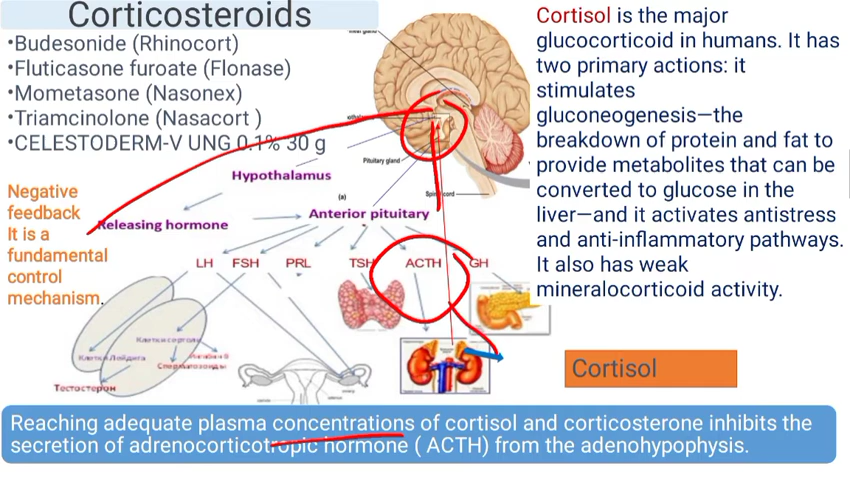 Corticosteroids
•Budesonide (Rhinocort)
•Fluticasone furoate (Flonase)
•Mometasone (Nasonex)
•Triamcinolone (Nasacort )
•CELESTODERM-V UNG 0.1% 30 g
Pituitary gland
(a)
Hypothalamus
Anterior pituitary
Releasing hormone
LH FSH PRL TSH ACTH GH
Negative
feedback
It is a
fundamental
control
mechanism.
Клетки сертоли
Клетки Лейдига
Сперматозоиды
Тестостерон
Cortisol is the major
glucocorticoid in humans. It has
two primary actions: it
stimulates
gluconeogenesis—the
breakdown of protein and fat to
provide metabolites that can be
converted to glucose in the
liver—and it activates antistress
and anti-inflammatory pathways.
It also has weak
mineralocorticoid activity.
Cortisol
Reaching adequate plasma concentrations of cortisol and corticosterone inhibits the
secretion of adrenocorticotropic hormone ( ACTH) from the adenohypophysis.